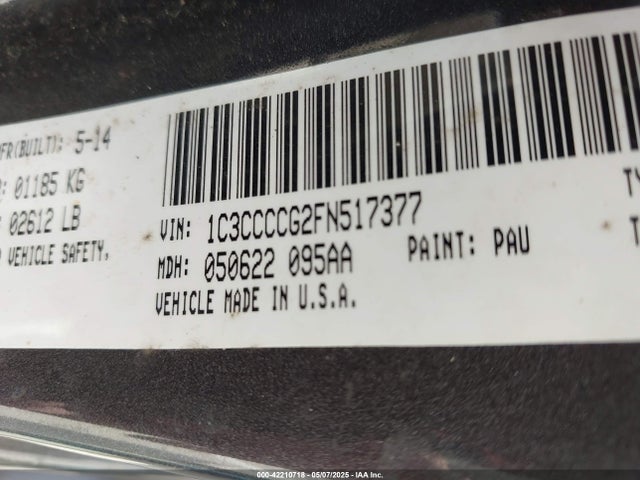 MFR(BUILT): 5-14
01185 KG
02612 LB
VEHICLE SAFETY.
VIN: 1C3CCCCG2FN517377
MDH: 050622 095AA PAINT: PAU
VEHICLE MADE IN U.S.A.
000-42210718 - 05/07/2025 - IAA Inc.